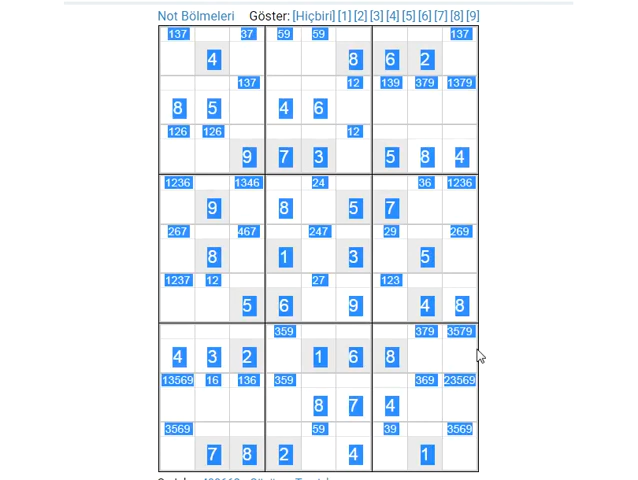 Not Bölmeleri Göster: [Hiçbiri] [1] [2] [3] [4] [5] [6] [7] [8] [9]
137 37 59 59 137
4 8 6 2
137 12 139 379 1379
8 5 4 6
126 126 12
9 7 3 5 8 4
1236 1346 24 36 1236
9 8 5 7
267 467 247 29 269
8 1 3 5
1237 12 27 123
5 6 9 4 8
359 379 3579
4 3 2 1 6 8
13569 16 136 359 369 23569
8 7 4
3569 59 39 3569
7 8 2 4 1